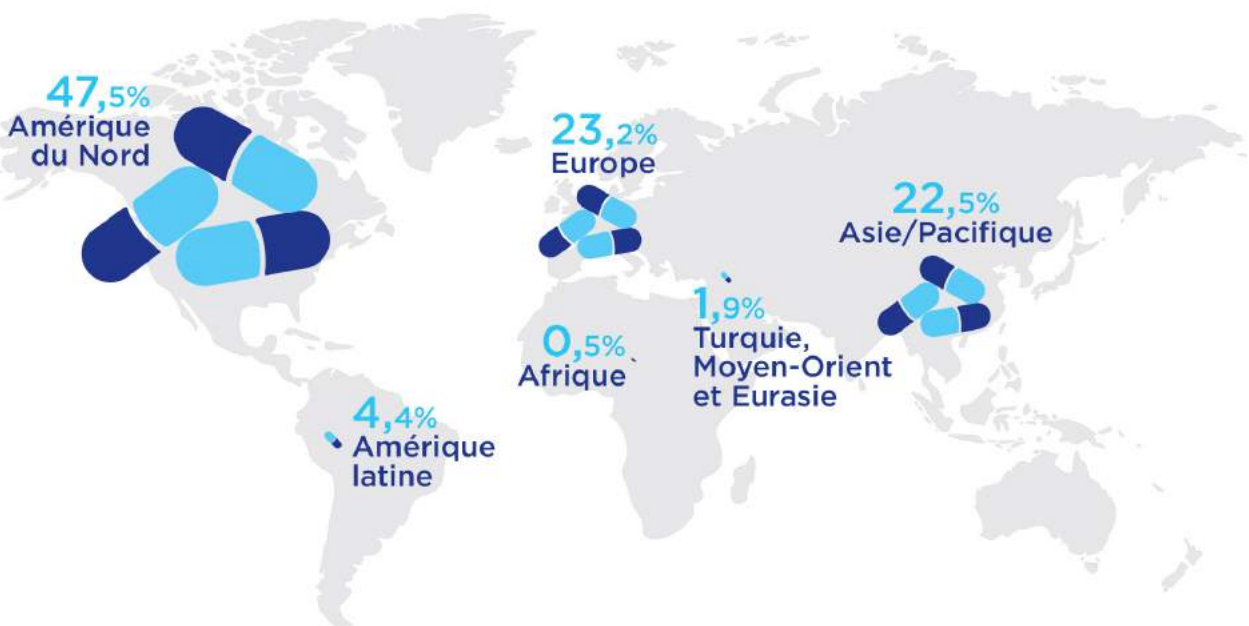 47,5%
Amérique
du Nord
23,2%
Europe
22,5%
Asie/Pacifique
1,9%
Turquie,
Moyen-Orient
et Eurasie
0,5%
Afrique
4,4%
Amérique
latine